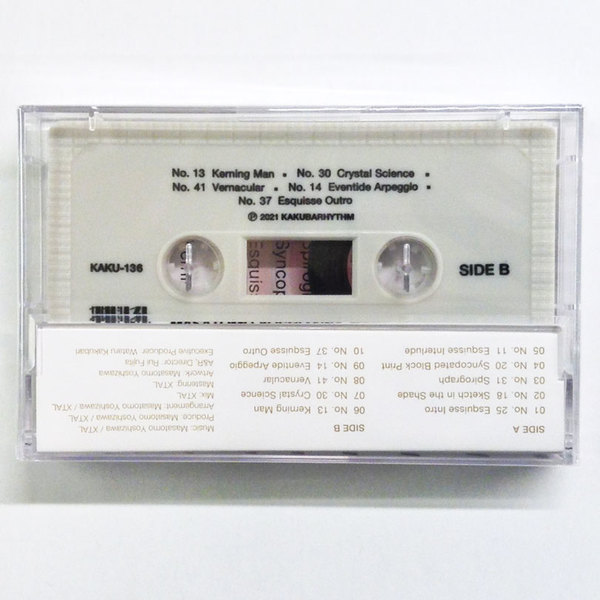 No. 13 Kerning Man • No. 30 Crystal Science •
No. 41 Vernacular • No. 14 Eventide Arpeggio •
No. 37 Esquisse Outro
℗ 2021 KAKUBARHYTHM
KAKU-136
SIDE B
Spirog
Syncop
Esquis
SIDE A
01 No. 25 Esquisse Intro
02 No. 18 Sketch in the Shade
03 No. 31 Spirograph
04 No. 20 Syncopated Block Print
05 No. 11 Esquisse Interlude
SIDE B
06 No. 13 Kerning Man
07 No. 30 Crystal Science
08 No. 41 Vernacular
09 No. 14 Eventide Arpeggio
10 No. 37 Esquisse Outro
Music: Masatomo Yoshizawa / XTAL
Produce: Masatomo Yoshizawa / XTAL
Arrangement: Masatomo Yoshizawa / XTAL
Mix: XTAL
Mastering: XTAL
Artwork: Masatomo Yoshizawa
A&R, Director: Rui Fujita
Executive Producer: Wataru Kakubari